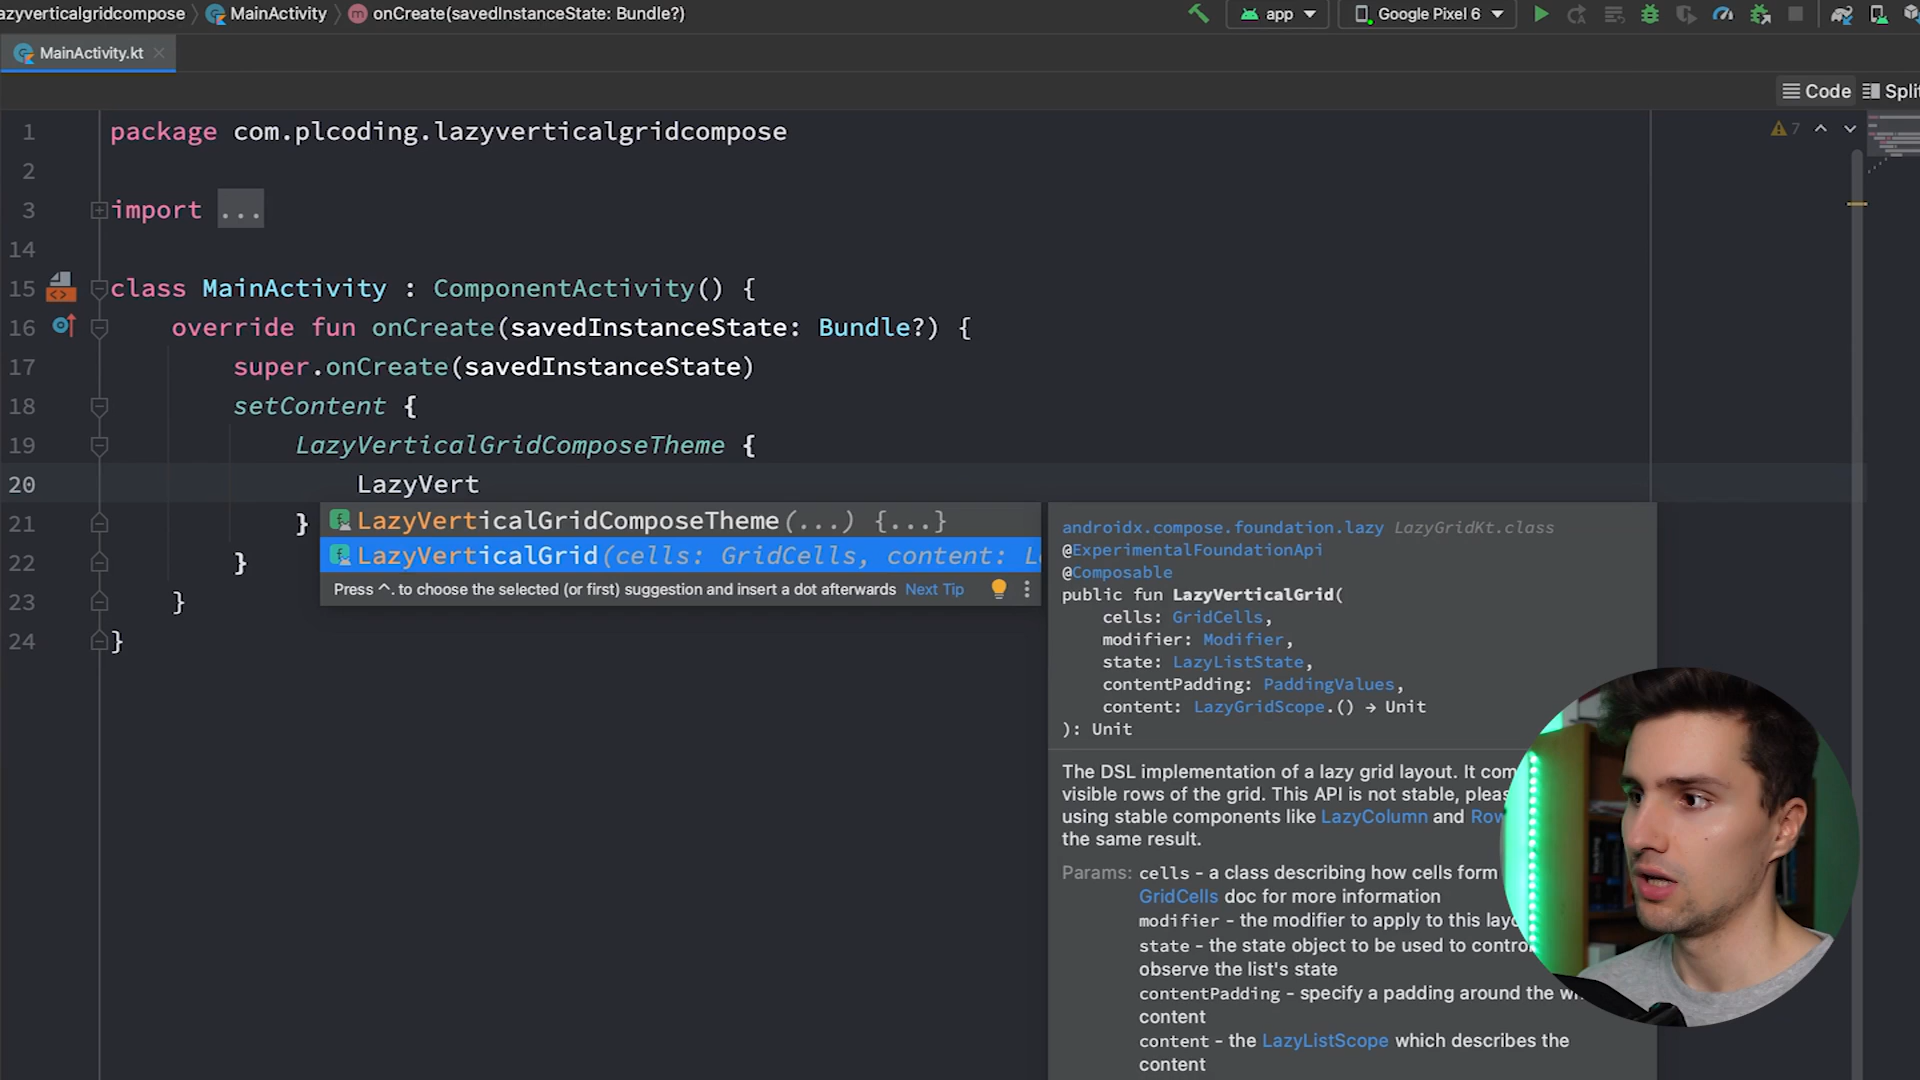 azyverticalgridcompose MainActivity onCreate(savedInstanceState: Bundle?) app Google Pixel 6
MainActivity.kt
Code Split
1 package com.plcoding.lazyverticalgridcompose
7
2
3 import ...
14
15 class MainActivity : ComponentActivity() {
16 override fun onCreate(savedInstanceState: Bundle?) {
17 super.onCreate(savedInstanceState)
18 setContent {
19 LazyVerticalGridComposeTheme {
20 LazyVert
21 }
22 }
23 }
24 }
LazyVerticalGridComposeTheme(...) {...}
LazyVerticalGrid(cells: GridCells, content: L
Press ^. to choose the selected (or first) suggestion and insert a dot afterwards Next Tip
androidx.compose.foundation.lazy LazyGridKt.class
@ExperimentalFoundationApi
@Composable
public fun LazyVerticalGrid(
cells: GridCells,
modifier: Modifier,
state: LazyListState,
contentPadding: PaddingValues,
content: LazyGridScope.() → Unit
): Unit
The DSL implementation of a lazy grid layout. It com
visible rows of the grid. This API is not stable, pleas
using stable components like LazyColumn and Row
the same result.
Params: cells - a class describing how cells form
GridCells doc for more information
modifier - the modifier to apply to this layo
state - the state object to be used to contro
observe the list's state
contentPadding - specify a padding around the wh
content
content - the LazyListScope which describes the
content